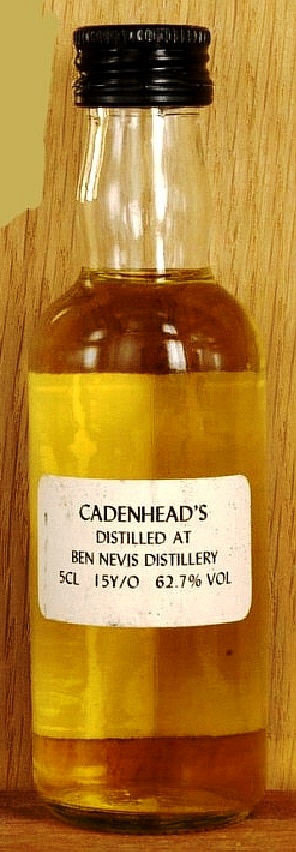 CADENHEAD'S
DISTILLED AT
BEN NEVIS DISTILLERY
5CL 15Y/O 62.7% VOL